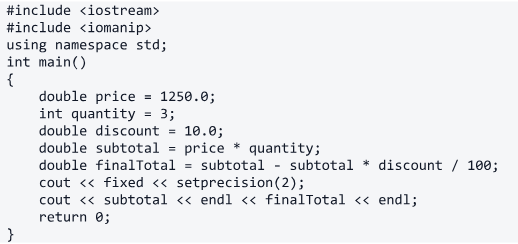 #include <iostream>
#include <iomanip>
using namespace std;
int main()
{
    double price = 1250.0;
    int quantity = 3;
    double discount = 10.0;
    double subtotal = price * quantity;
    double finalTotal = subtotal - subtotal * discount / 100;
    cout << fixed << setprecision(2);
    cout << subtotal << endl << finalTotal << endl;
    return 0;
}